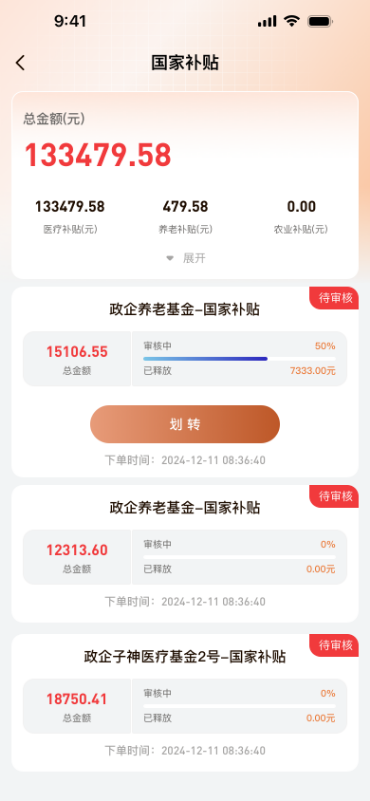 9:41
国家补贴
总金额(元)
133479.58
133479.58 479.58 0.00
医疗补贴(元) 养老补贴(元) 农业补贴(元)
展开
待审核
政企养老基金-国家补贴
15106.55
总金额
审核中 50%
已释放 7333.00元
划转
下单时间：2024-12-11 08:36:40
待审核
政企养老基金-国家补贴
12313.60
总金额
审核中 0%
已释放 0.00元
下单时间：2024-12-11 08:36:40
待审核
政企子神医疗基金2号-国家补贴
18750.41
总金额
审核中 0%
已释放 0.00元
下单时间：2024-12-11 08:36:40